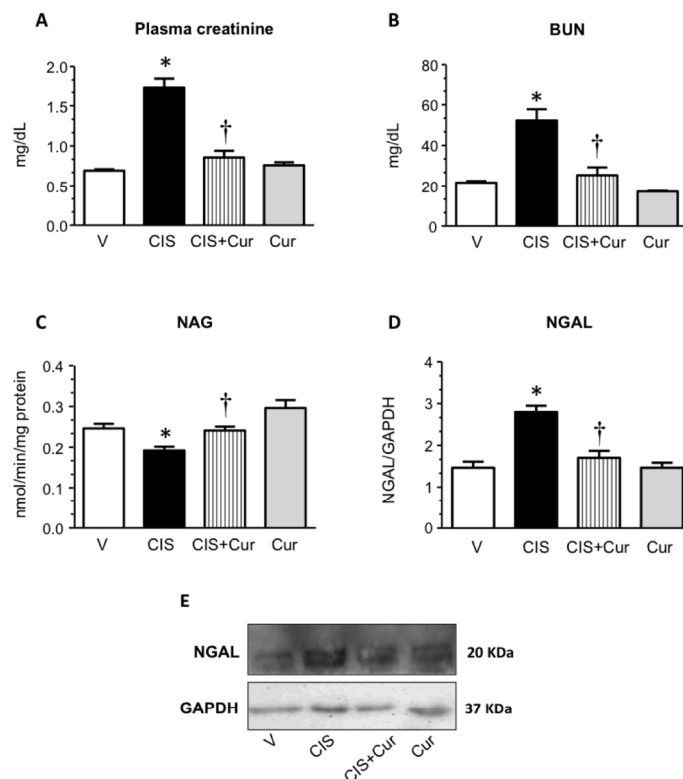 A
Plasma creatinine
mg/dL
2.0
1.5
1.0
0.5
0.0
*
†
V CIS CIS+Cur Cur
B
BUN
mg/dL
80
60
40
20
0
*
†
V CIS CIS+Cur Cur
C
NAG
nmol/min/mg protein
0.4
0.3
0.2
0.1
0.0
*
†
V CIS CIS+Cur Cur
D
NGAL
NGAL/GAPDH
4
3
2
1
0
*
†
V CIS CIS+Cur Cur
E
NGAL 20 KDa
GAPDH 37 KDa
V CIS CIS+Cur Cur